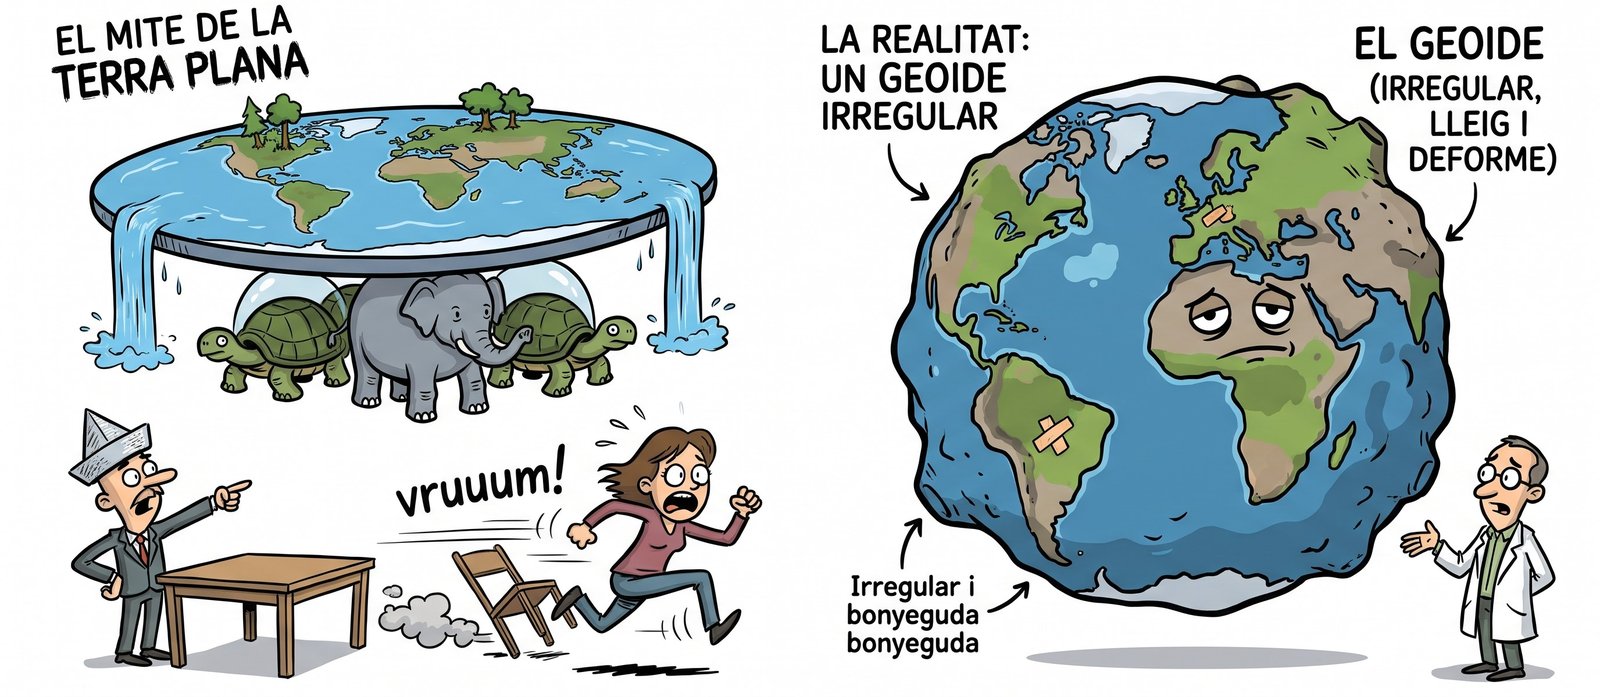 EL MITE DE LA
TERRA PLANA
vruuum!
LA REALITAT:
UN GEOIDE
IRREGULAR
EL GEOIDE
(IRREGULAR,
LLEIG I
DEFORME)
Irregular i
bonyeguda
bonyeguda